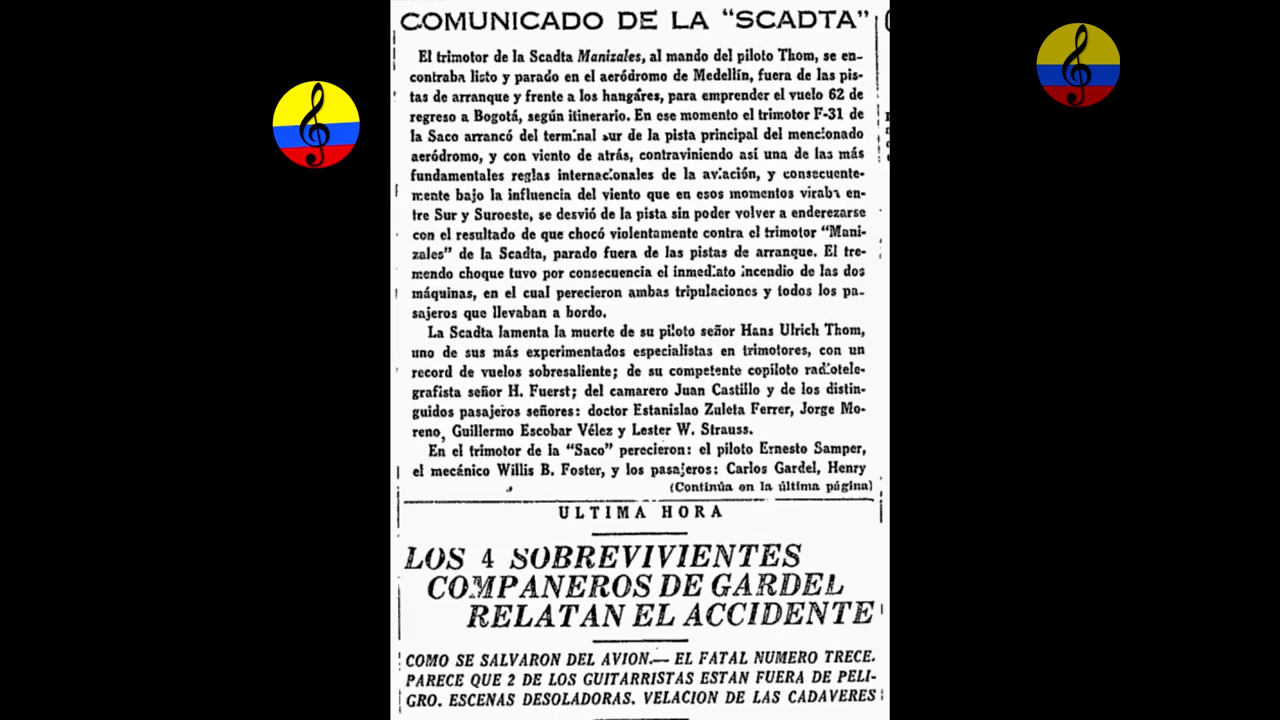 COMUNICADO DE LA "SCADTA"
El trimotor de la Scadta Manizales, al mando del piloto Thom, se en-
contraba listo y parado en el aeródromo de Medellín, fuera de las pis-
tas de arranque y frente a los hangáres, para emprender el vuelo 62 de
regreso a Bogotá, según itinerario. En ese momento el trimotor F-31 de
la Saco arrancó del terminal sur de la pista principal del mencionado
aeródromo, y con viento de atrás, contraviniendo así una de las más
fundamentales reglas internacionales de la aviación, y consecuente-
mente bajo la influencia del viento que en esos momentos viraba en-
tre Sur y Suroeste, se desvió de la pista sin poder volver a enderezarse
con el resultado de que chocó violentamente contra el trimotor "Mani-
zales" de la Scadta, parado fuera de las pistas de arranque. El tre-
mendo choque tuvo por consecuencia el inmediato incendio de las dos
máquinas, en el cual perecieron ambas tripulaciones y todos los pa-
sajeros que llevaban a bordo.
La Scadta lamenta la muerte de su piloto señor Hans Ulrich Thom,
uno de sus más experimentados especialistas en trimotores, con un
record de vuelos sobresaliente; de su competente copiloto radiotele-
grafista señor H. Fuerst; del camarero Juan Castillo y de los distin-
guidos pasajeros señores: doctor Estanislao Zuleta Ferrer, Jorge Mo-
reno, Guillermo Escobar Vélez y Lester W. Strauss.
En el trimotor de la "Saco" perecieron: el piloto Ernesto Samper,
el mecánico Willis B. Foster, y los pasajeros: Carlos Gardel, Henry
(Continúa en la última página)
ULTIMA HORA
LOS 4 SOBREVIVIENTES
COMPAÑEROS DE GARDEL
RELATAN EL ACCIDENTE
COMO SE SALVARON DEL AVION.— EL FATAL NUMERO TRECE.
PARECE QUE 2 DE LOS GUITARRISTAS ESTAN FUERA DE PELI-
GRO. ESCENAS DESOLADORAS. VELACION DE LAS CADAVERES